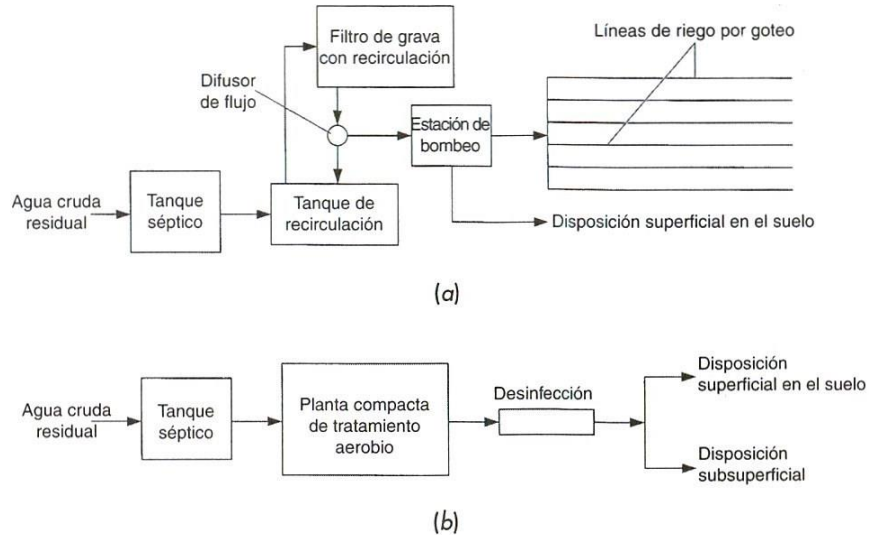 Filtro de grava
con recirculación
Líneas de riego por goteo
Difusor
de flujo
Estación de
bombeo
Agua cruda
residual
Tanque
séptico
Tanque de
recirculación
Disposición superficial en el suelo
(a)
Agua cruda
residual
Tanque
séptico
Planta compacta
de tratamiento
aerobio
Desinfección
Disposición
superficial en el suelo
Disposición
subsuperficial
(b)